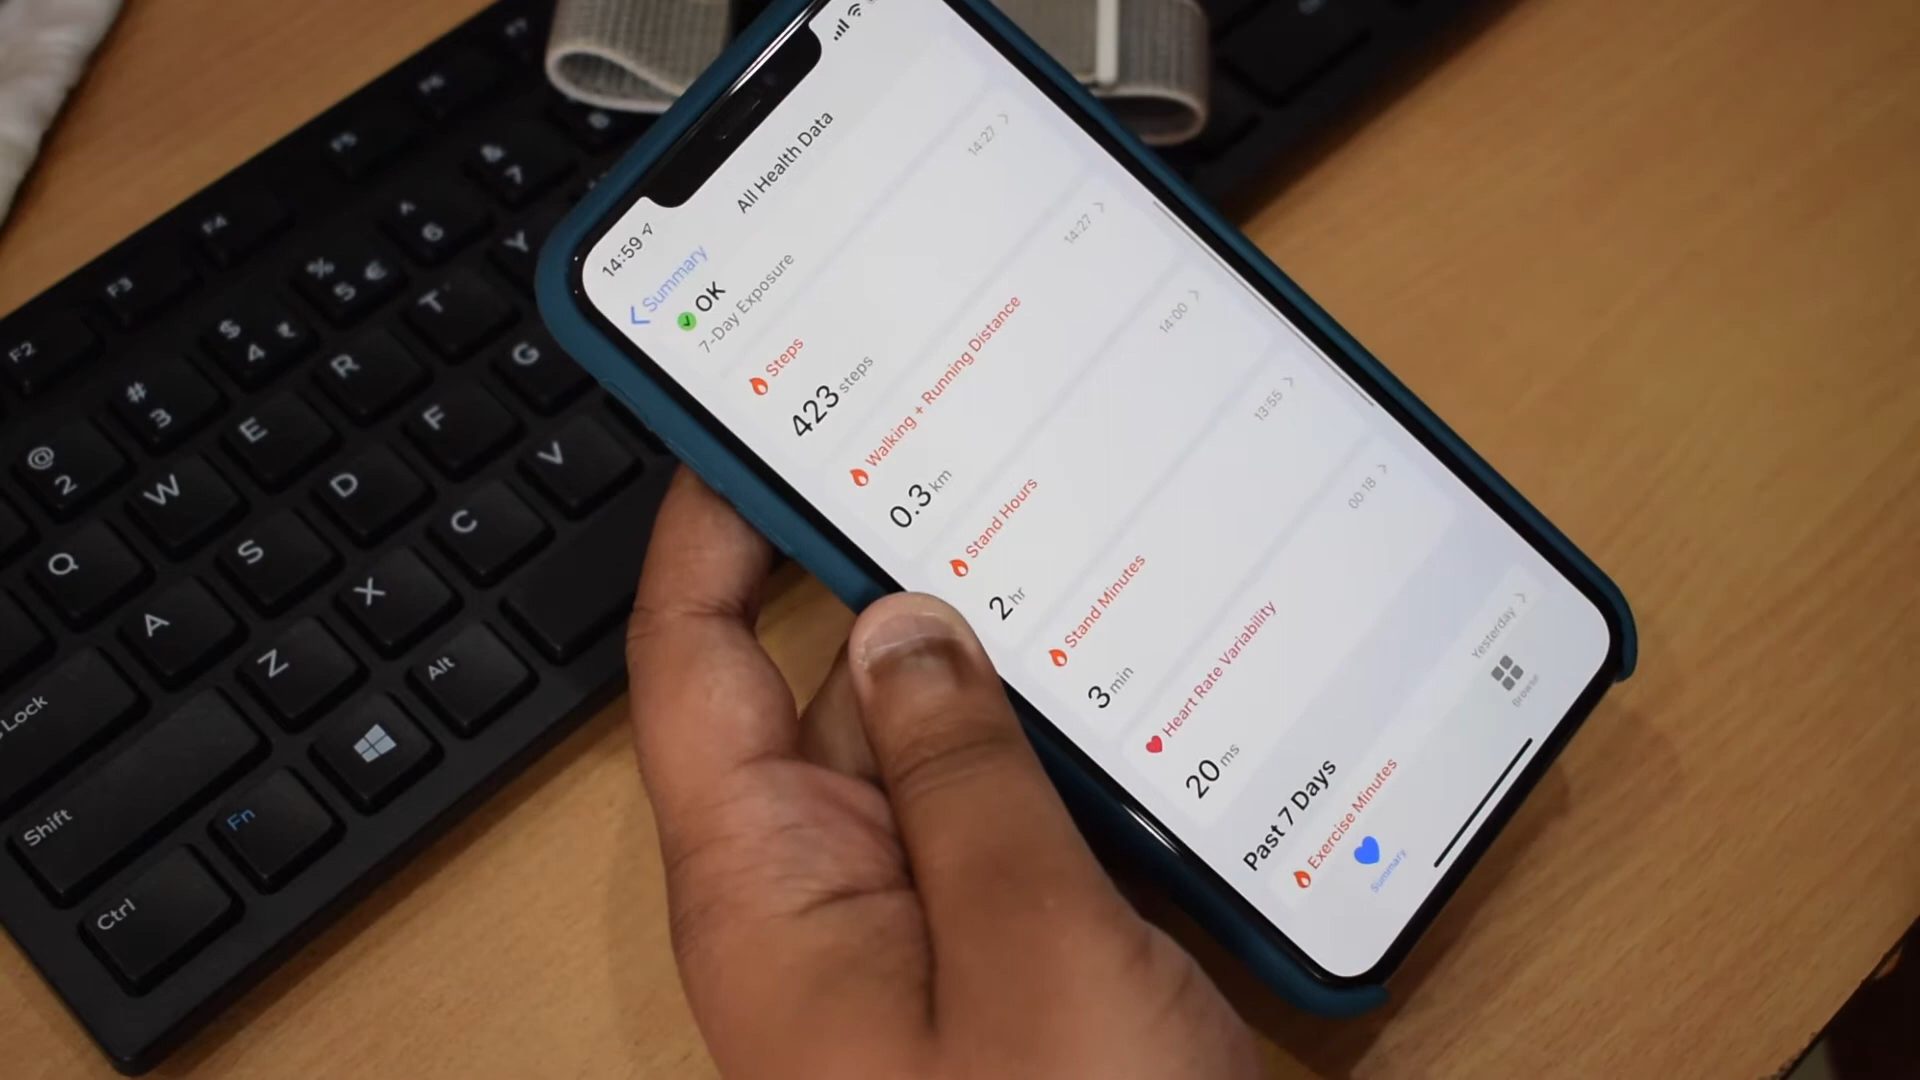 14:59
Summary
All Health Data
OK
7-Day Exposure
Steps
14:27
423 steps
Walking + Running Distance
14:27
0.3 km
Stand Hours
14:00
2 hr
Stand Minutes
13:55
3 min
Heart Rate Variability
00:18
20 ms
Past 7 Days
Exercise Minutes
Yesterday
Summary
Browse
F2
F3
F4
F5
F6
F7
@
2
#
3
$
4 ₹
%
5 €
^
6
&
7
8
Q
W
E
R
T
Y
Lock
A
S
D
F
G
Shift
Z
X
C
V
Ctrl
Fn
Alt